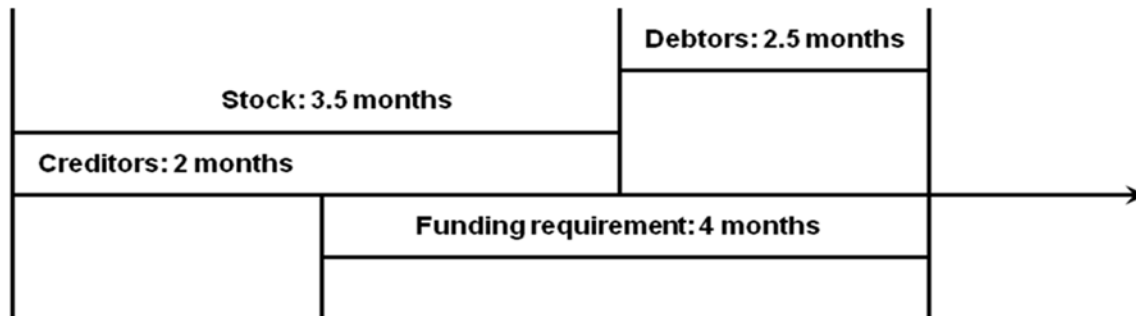 Debtors: 2.5 months
Stock: 3.5 months
Creditors: 2 months
Funding requirement: 4 months